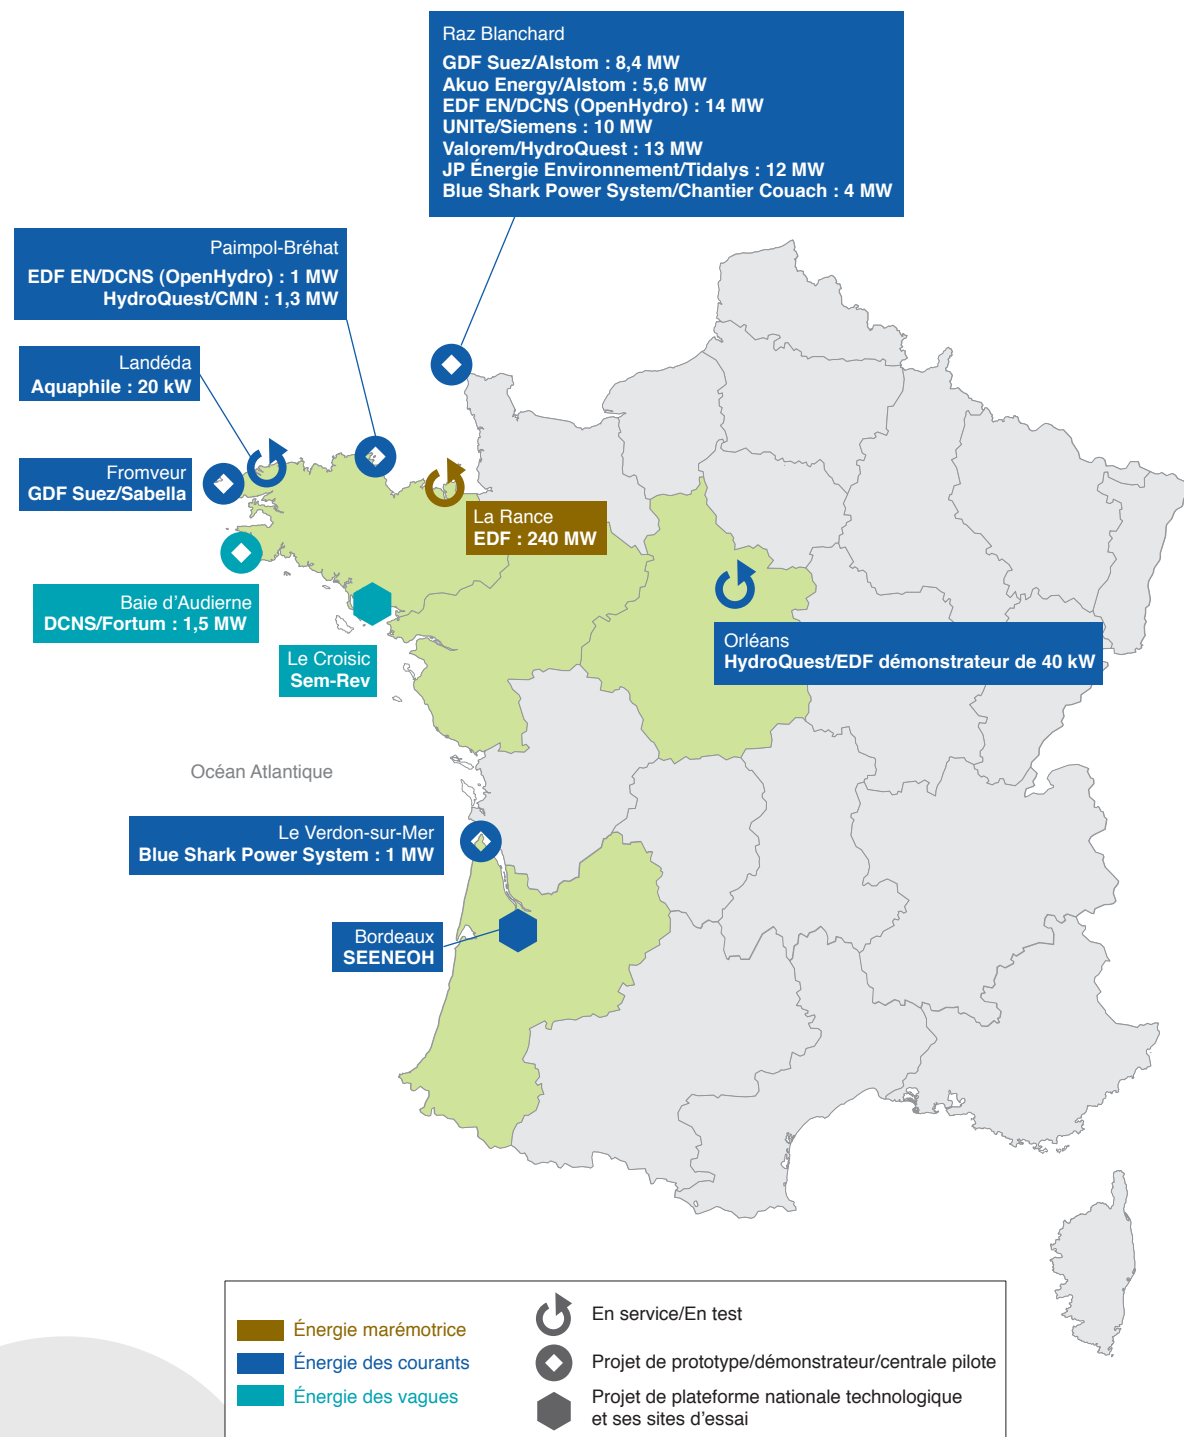 Raz Blanchard
GDF Suez/Alstom : 8,4 MW
Akuo Energy/Alstom : 5,6 MW
EDF EN/DCNS (OpenHydro) : 14 MW
UNITe/Siemens : 10 MW
Valorem/HydroQuest : 13 MW
JP Énergie Environnement/Tidalys : 12 MW
Blue Shark Power System/Chantier Couach : 4 MW
Paimpol-Bréhat
EDF EN/DCNS (OpenHydro) : 1 MW
HydroQuest/CMN : 1,3 MW
Landéda
Aquaphile : 20 kW
Fromveur
GDF Suez/Sabella
La Rance
EDF : 240 MW
Baie d'Audierne
DCNS/Fortum : 1,5 MW
Le Croisic
Sem-Rev
Orléans
HydroQuest/EDF démonstrateur de 40 kW
Océan Atlantique
Le Verdon-sur-Mer
Blue Shark Power System : 1 MW
Bordeaux
SEENEOH
Énergie marémotrice
Énergie des courants
Énergie des vagues
En service/En test
Projet de prototype/démonstrateur/centrale pilote
Projet de plateforme nationale technologique
et ses sites d'essai